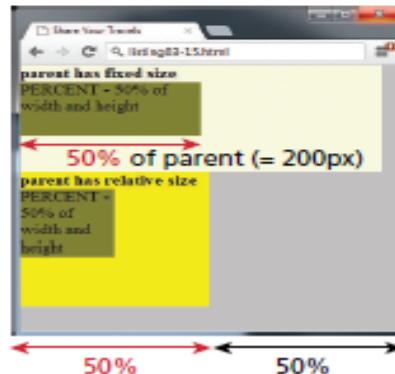 Share Your Travels
listing03-15.html
parent has fixed size
PERCENT - 50% of
width and height
50% of parent (= 200px)
parent has relative size
PERCENT -
50% of
width and
height
50% 50%